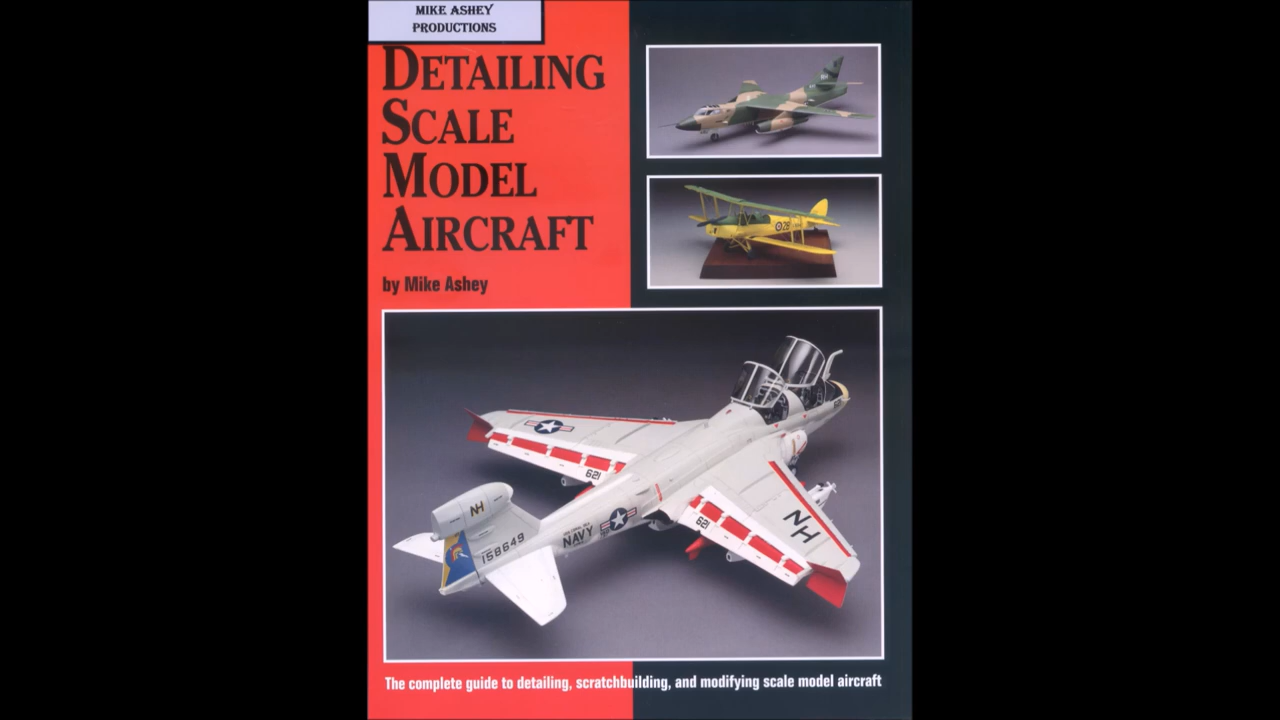 MIKE ASHEY
PRODUCTIONS
DETAILING
SCALE
MODEL
AIRCRAFT
by Mike Ashey
NH
621
621
NH
NAVY
158649
The complete guide to detailing, scratchbuilding, and modifying scale model aircraft